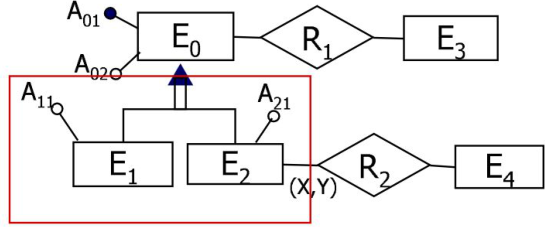 A₀₁
E₀ R₁ E₃
A₀₂
A₁₁ A₂₁
E₁ E₂ (X,Y) R₂ E₄